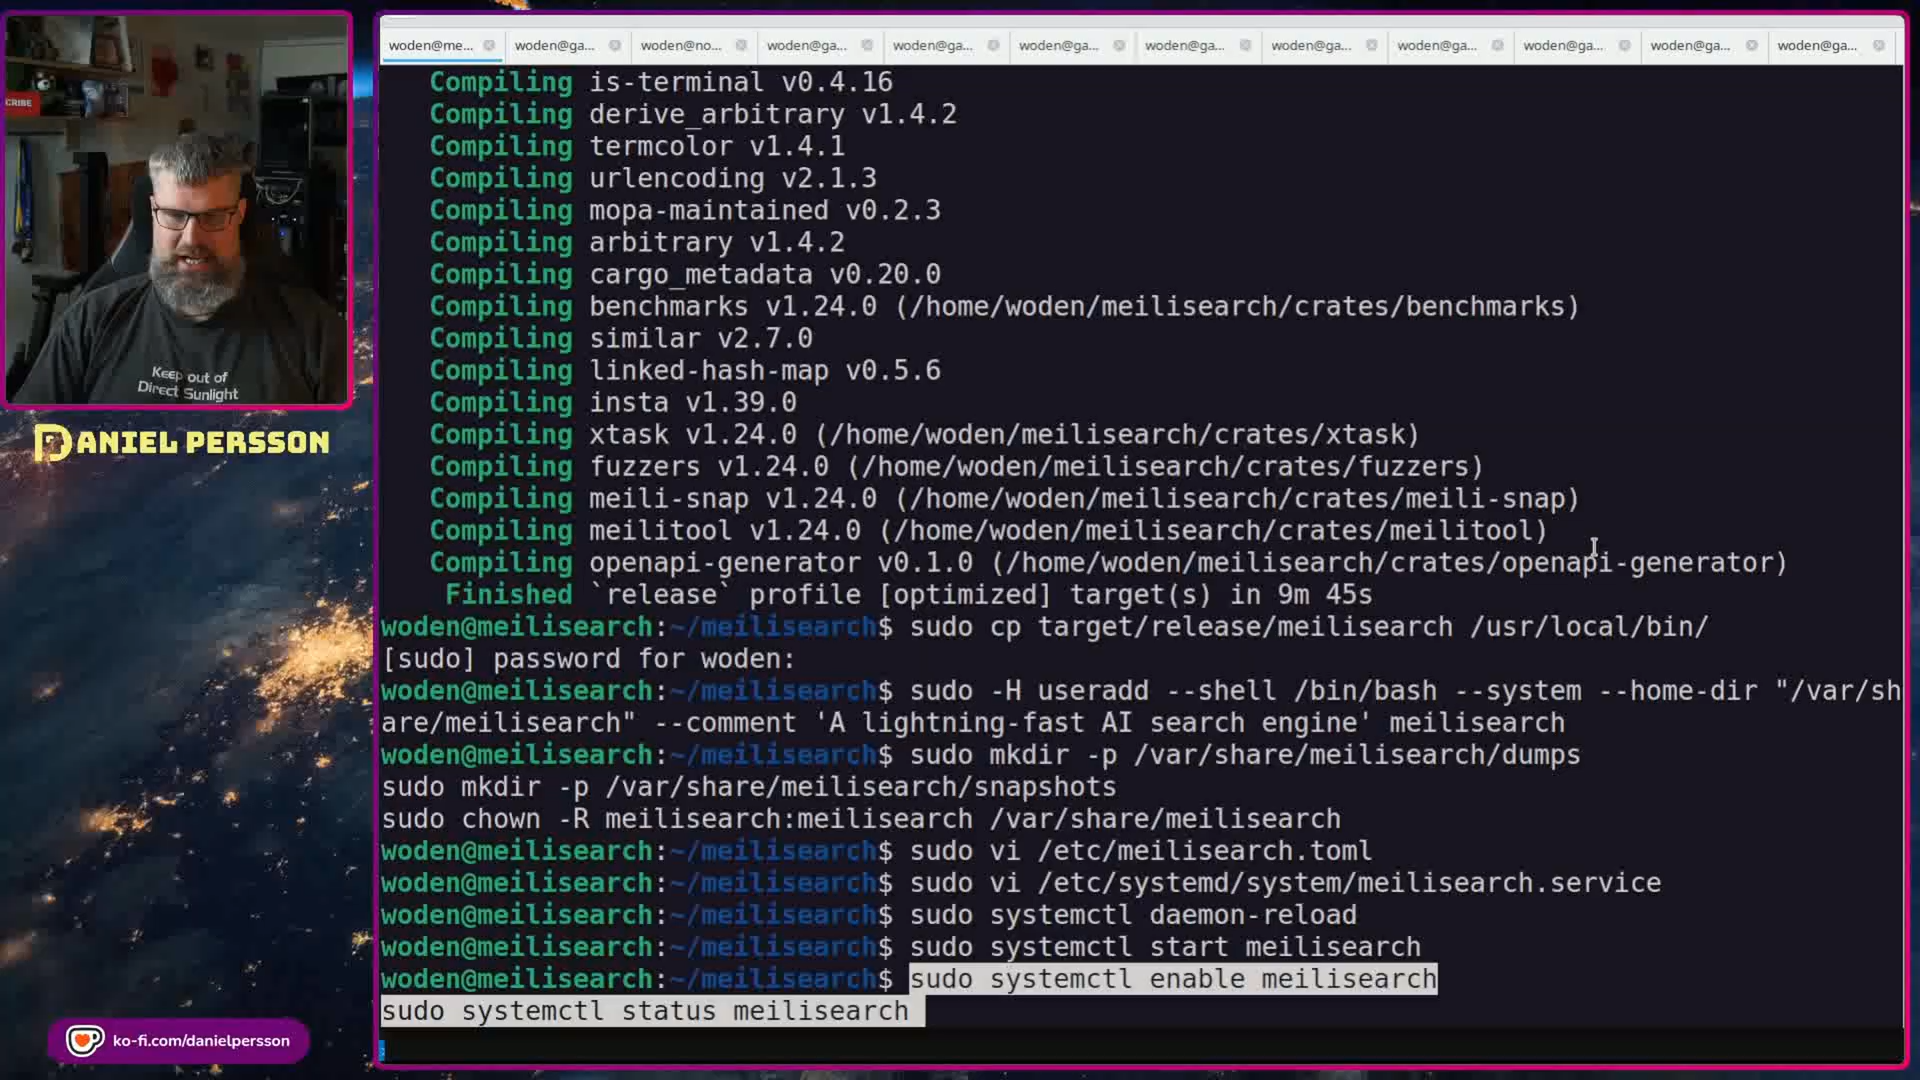 woden@me...
woden@ga...
woden@no...
woden@ga...
woden@ga...
woden@ga...
woden@ga...
woden@ga...
woden@ga...
woden@ga...
woden@ga...
woden@ga...
Compiling is-terminal v0.4.16
Compiling derive_arbitrary v1.4.2
Compiling termcolor v1.4.1
Compiling urlencoding v2.1.3
Compiling mopa-maintained v0.2.3
Compiling arbitrary v1.4.2
Compiling cargo_metadata v0.20.0
Compiling benchmarks v1.24.0 (/home/woden/meilisearch/crates/benchmarks)
Compiling similar v2.7.0
Compiling linked-hash-map v0.5.6
Compiling insta v1.39.0
Compiling xtask v1.24.0 (/home/woden/meilisearch/crates/xtask)
Compiling fuzzers v1.24.0 (/home/woden/meilisearch/crates/fuzzers)
Compiling meili-snap v1.24.0 (/home/woden/meilisearch/crates/meili-snap)
Compiling meilitool v1.24.0 (/home/woden/meilisearch/crates/meilitool)
Compiling openapi-generator v0.1.0 (/home/woden/meilisearch/crates/openapi-generator)
Finished `release` profile [optimized] target(s) in 9m 45s
woden@meilisearch:~/meilisearch$ sudo cp target/release/meilisearch /usr/local/bin/
[sudo] password for woden:
woden@meilisearch:~/meilisearch$ sudo -H useradd --shell /bin/bash --system --home-dir "/var/sh
are/meilisearch" --comment 'A lightning-fast AI search engine' meilisearch
woden@meilisearch:~/meilisearch$ sudo mkdir -p /var/share/meilisearch/dumps
sudo mkdir -p /var/share/meilisearch/snapshots
sudo chown -R meilisearch:meilisearch /var/share/meilisearch
woden@meilisearch:~/meilisearch$ sudo vi /etc/meilisearch.toml
woden@meilisearch:~/meilisearch$ sudo vi /etc/systemd/system/meilisearch.service
woden@meilisearch:~/meilisearch$ sudo systemctl daemon-reload
woden@meilisearch:~/meilisearch$ sudo systemctl start meilisearch
woden@meilisearch:~/meilisearch$ sudo systemctl enable meilisearch
sudo systemctl status meilisearch
CRIBE
Keep out of
Direct Sunlight
DANIEL PERSSON
ko-fi.com/danielpersson